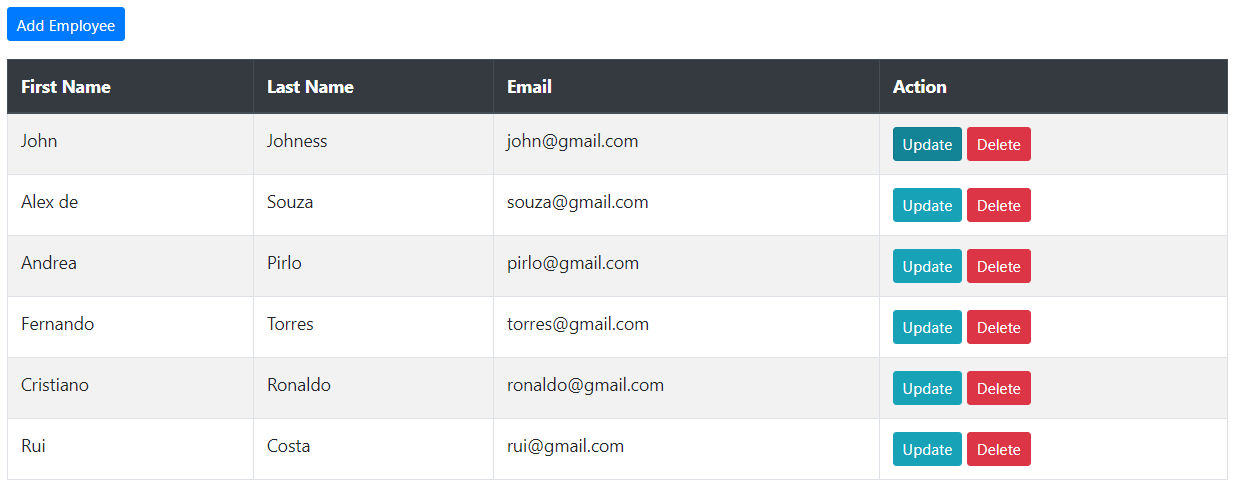 Add Employee
First Name Last Name Email Action
John Johness john@gmail.com Update Delete
Alex de Souza souza@gmail.com Update Delete
Andrea Pirlo pirlo@gmail.com Update Delete
Fernando Torres torres@gmail.com Update Delete
Cristiano Ronaldo ronaldo@gmail.com Update Delete
Rui Costa rui@gmail.com Update Delete